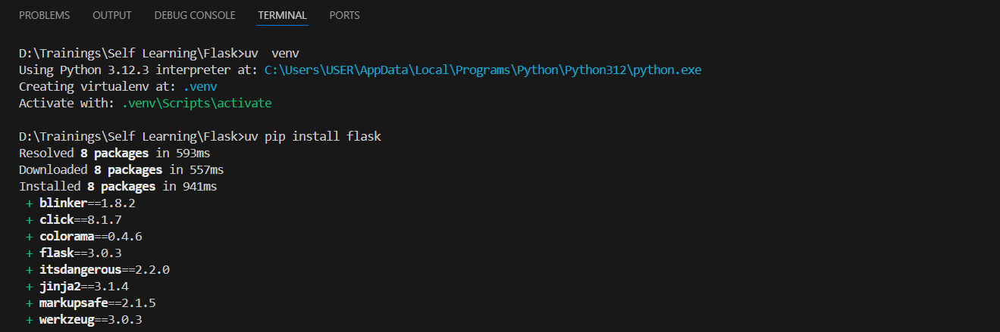 PROBLEMS OUTPUT DEBUG CONSOLE TERMINAL PORTS
D:\Trainings\Self Learning\Flask>uv  venv
Using Python 3.12.3 interpreter at: C:\Users\USER\AppData\Local\Programs\Python\Python312\python.exe
Creating virtualenv at: .venv
Activate with: .venv\Scripts\activate
D:\Trainings\Self Learning\Flask>uv pip install flask
Resolved 8 packages in 593ms
Downloaded 8 packages in 557ms
Installed 8 packages in 941ms
+ blinker==1.8.2
+ click==8.1.7
+ colorama==0.4.6
+ flask==3.0.3
+ itsdangerous==2.2.0
+ jinja2==3.1.4
+ markupsafe==2.1.5
+ werkzeug==3.0.3